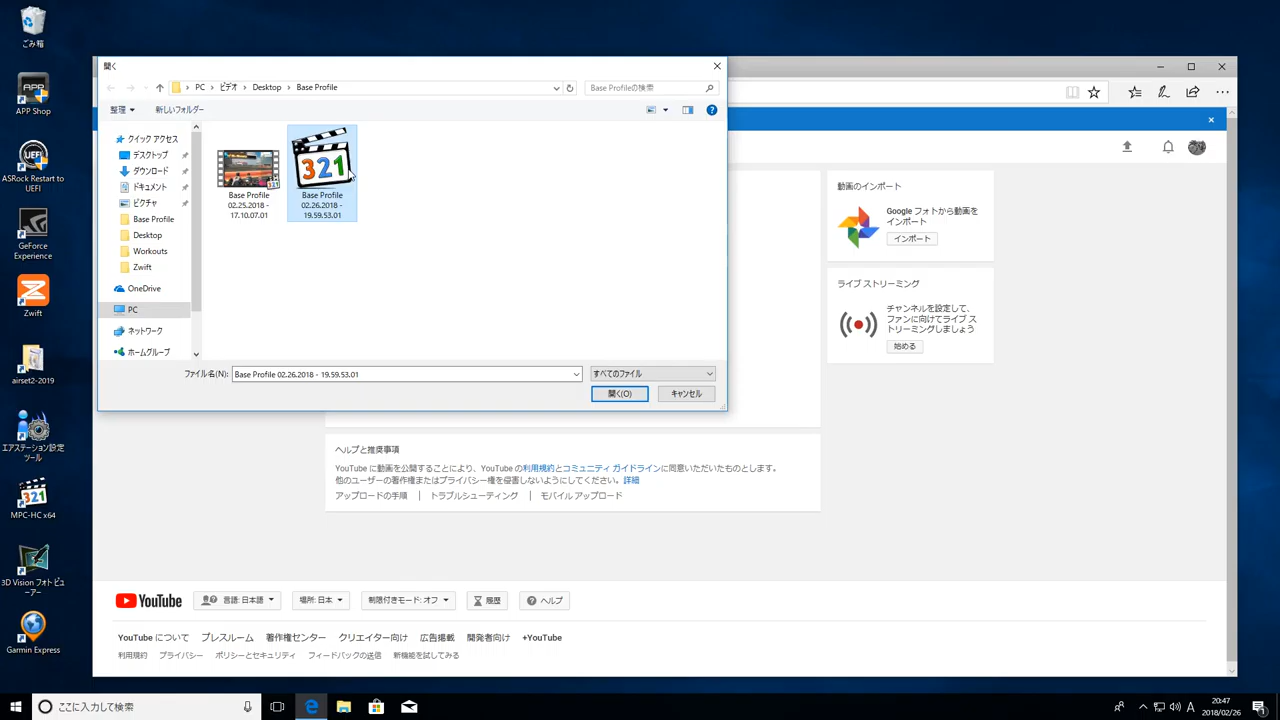 ごみ箱
APP
APP Shop
UEFI
ASRock Restart to
UEFI
GeForce
Experience
Zwift
airset2-2019
エアステーション設定
ツール
321
MPC-HC x64
3D Vision フォトビュ
ーアー
Garmin Express
開く
PC > ビデオ > Desktop > Base Profile
Base Profileの検索
整理
新しいフォルダー
クイック アクセス
デスクトップ
ダウンロード
ドキュメント
ピクチャ
Base Profile
Desktop
Workouts
Zwift
OneDrive
PC
ネットワーク
ホームグループ
321
Base Profile
02.25.2018 -
17.10.07.01
321
Base Profile
02.26.2018 -
19.59.53.01
ファイル名(N):
Base Profile 02.26.2018 - 19.59.53.01
すべてのファイル
開く(O)
キャンセル
動画のインポート
Google フォトから動画を
インポート
インポート
ライブ ストリーミング
チャンネルを設定して、
ファンに向けてライブ ス
トリーミングしましょう
始める
ヘルプと推奨事項
YouTube に動画を公開することにより、YouTube の利用規約とコミュニティ ガイドラインに同意いただいたものとします。
他のユーザーの著作権またはプライバシー権を侵害しないようにしてください。詳細
アップロードの手順 | トラブルシューティング | モバイル アップロード
YouTube
言語: 日本語
場所: 日本
制限付きモード: オフ
履歴
ヘルプ
YouTube について プレスルーム 著作権センター クリエイター向け 広告掲載 開発者向け +YouTube
利用規約 プライバシー ポリシーとセキュリティ フィードバックの送信 新機能を試してみる
ここに入力して検索
A
20:47
2018/02/26
1